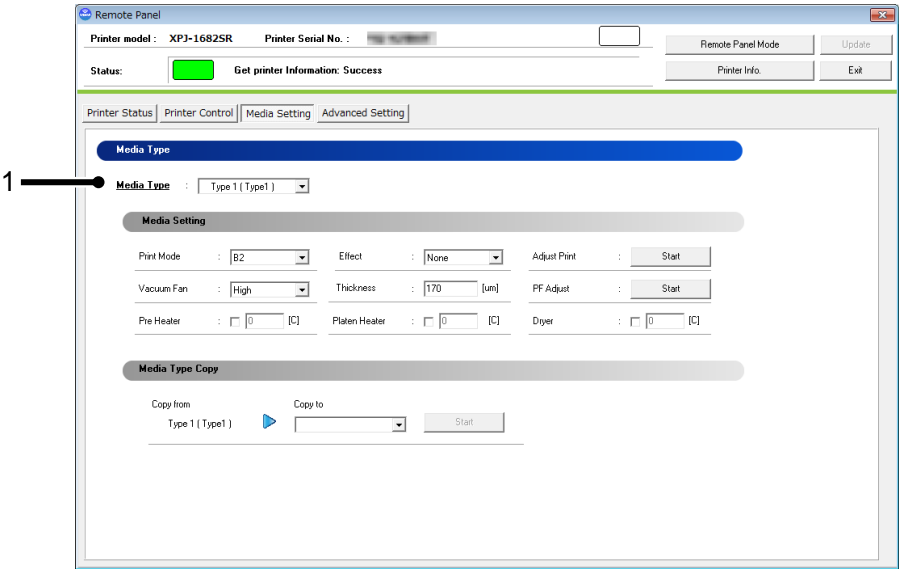 Remote Panel
Printer model : XPJ-1682SR Printer Serial No. :
Remote Panel Mode Update
Status: Get printer Information: Success
Printer Info. Exit
Printer Status Printer Control Media Setting Advanced Setting
Media Type
1
Media Type : Type 1 ( Type1 )
Media Setting
Print Mode : B2 Effect : None Adjust Print : Start
Vacuum Fan : High Thickness : 170 [um] PF Adjust : Start
Pre Heater : 0 [C] Platen Heater : 0 [C] Dryer : 0 [C]
Media Type Copy
Copy from Copy to
Type 1 ( Type1 ) Start